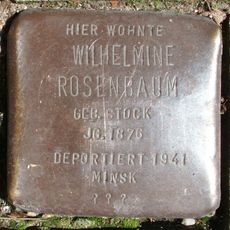 HIER WOHNTE
WILHELMINE
ROSENBAUM
GEB. STOCK
JG. 1876
DEPORTIERT 1941
MINSK
? ? ?